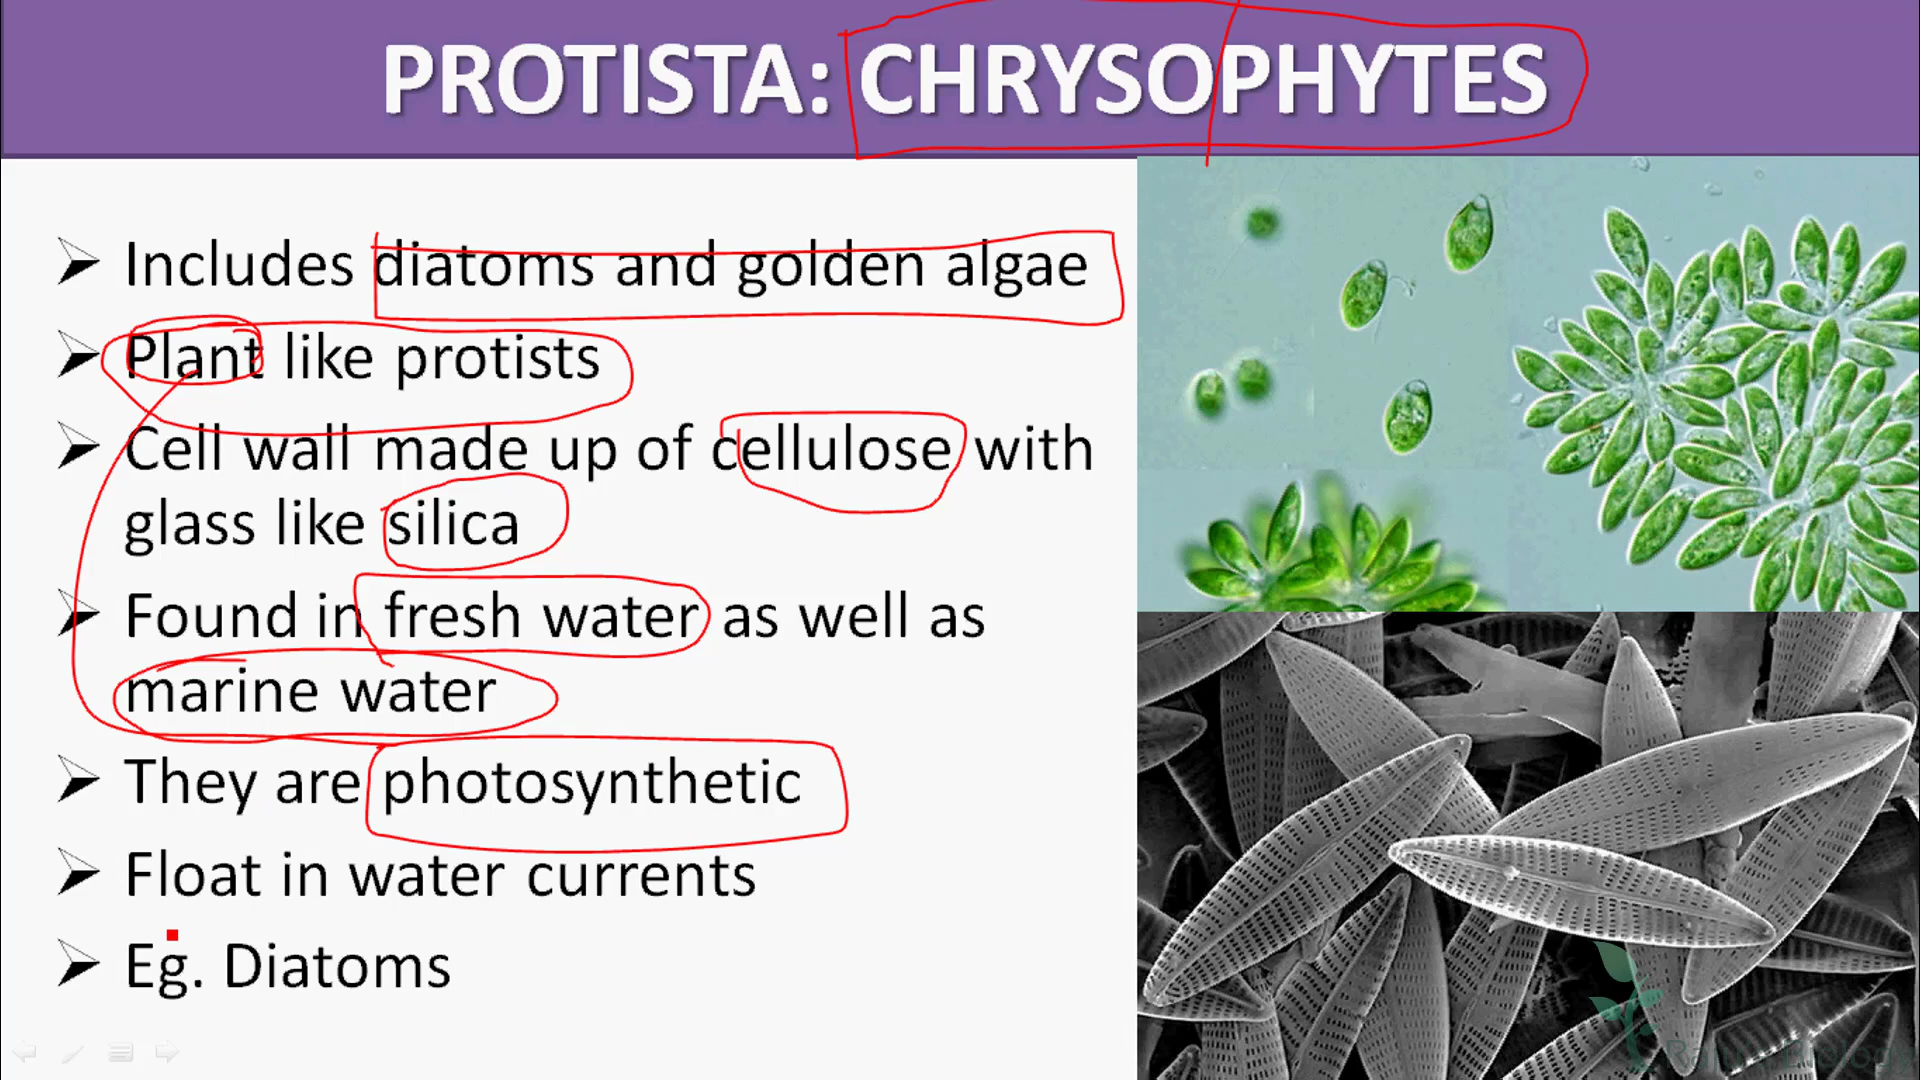 PROTISTA: CHRYSOPHYTES
Includes diatoms and golden algae
Plant like protists
Cell wall made up of cellulose with
glass like silica
Found in fresh water as well as
marine water
They are photosynthetic
Float in water currents
Eg. Diatoms
Biology